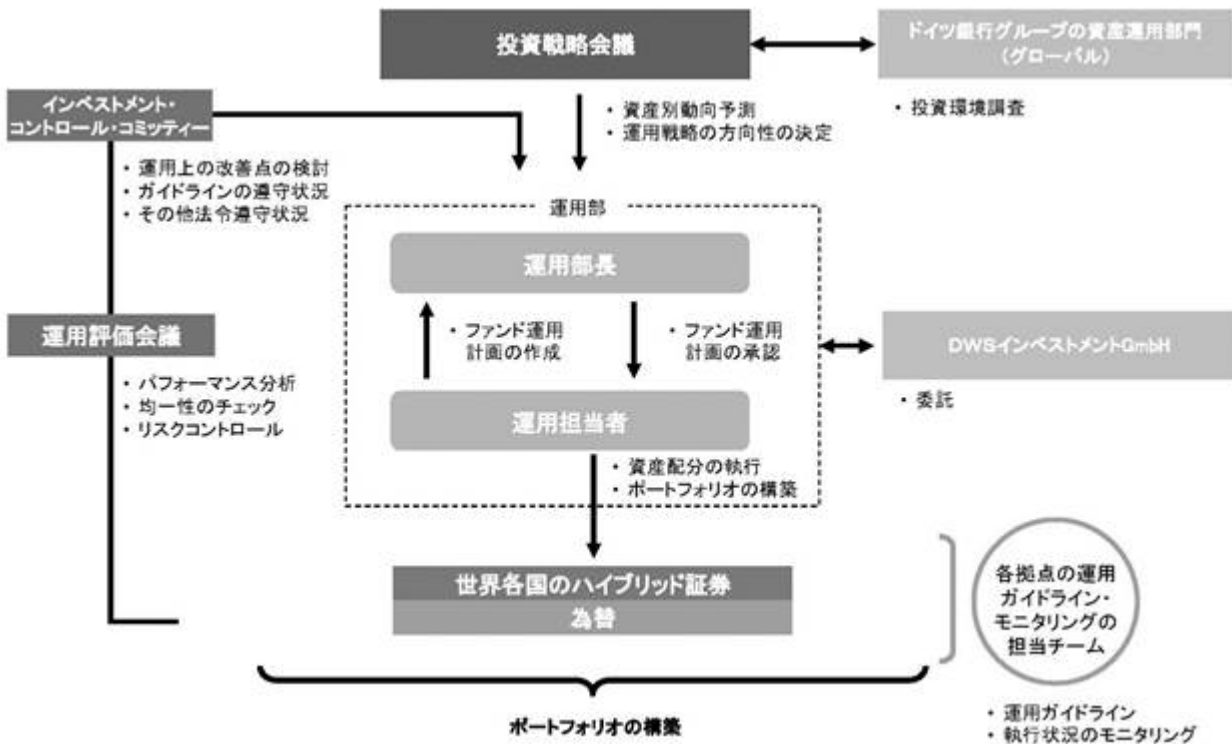 投資戦略会議
ドイツ銀行グループの資産運用部門
(グローバル)
・投資環境調査
・資産別動向予測
・運用戦略の方向性の決定
インベストメント・
コントロール・コミッティー
・運用上の改善点の検討
・ガイドラインの遵守状況
・その他法令遵守状況
運用部
運用部長
・ファンド運用
計画の作成
・ファンド運用
計画の承認
運用担当者
・資産配分の執行
・ポートフォリオの構築
運用評価会議
・パフォーマンス分析
・均一性のチェック
・リスクコントロール
DWSインベストメントGmbH
・委託
世界各国のハイブリッド証券
為替
各拠点の運用
ガイドライン・
モニタリングの
担当チーム
・運用ガイドライン
・執行状況のモニタリング
ポートフォリオの構築